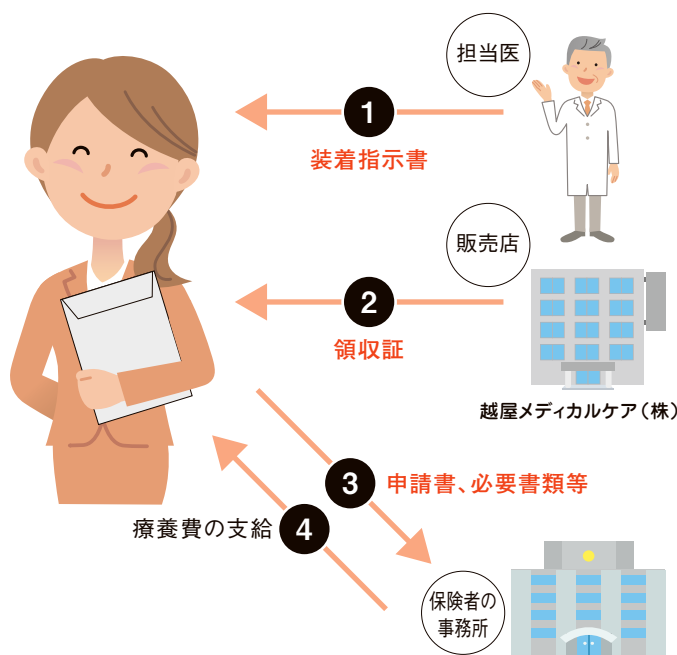 担当医
1
装着指示書
販売店
2
領収証
越屋メディカルケア（株）
3
申請書、必要書類等
療養費の支給
4
保険者の
事務所